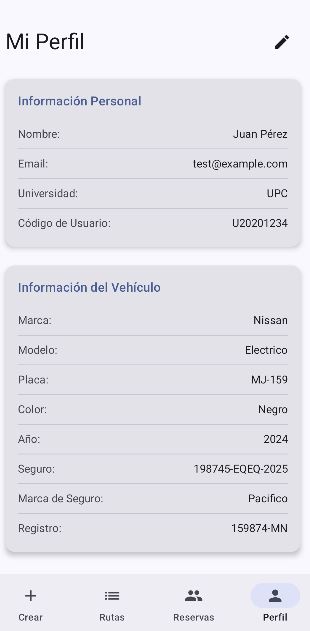 Mi Perfil
Información Personal
Nombre: Juan Pérez
Email: test@example.com
Universidad: UPC
Código de Usuario: U20201234
Información del Vehículo
Marca: Nissan
Modelo: Electrico
Placa: MJ-159
Color: Negro
Año: 2024
Seguro: 198745-EQEQ-2025
Marca de Seguro: Pacifico
Registro: 159874-MN
Crear Rutas Reservas Perfil